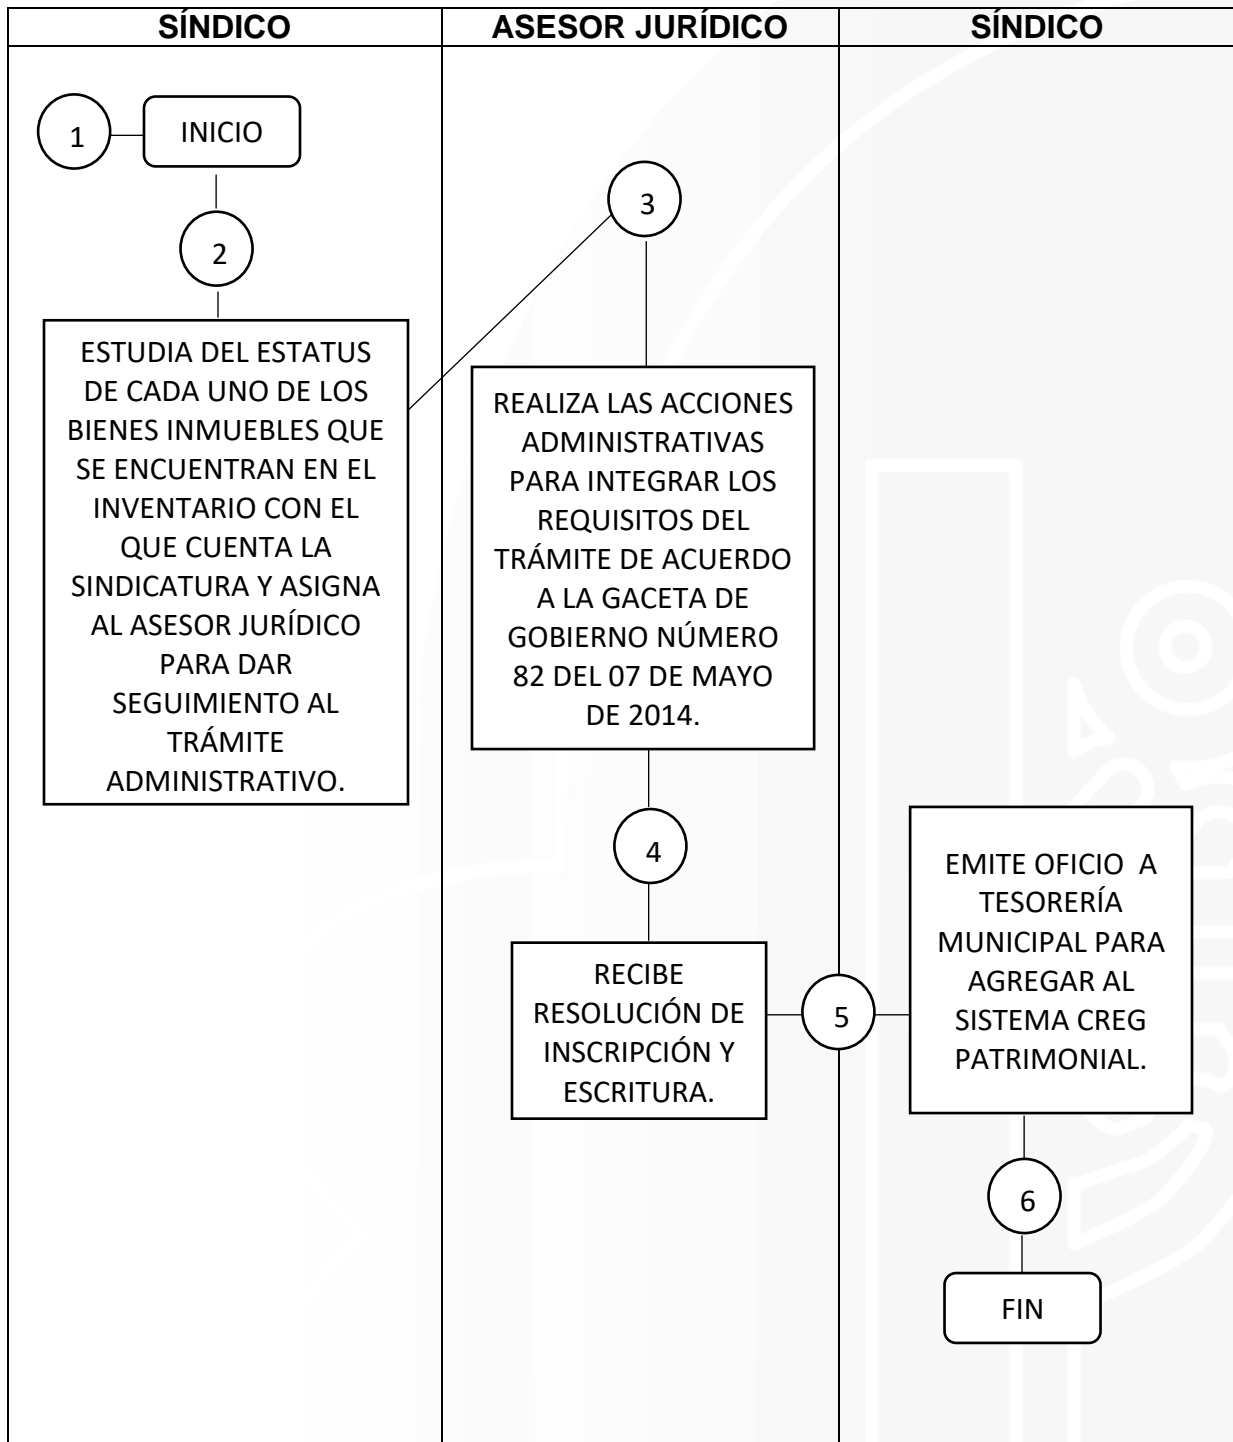 SÍNDICO
ASESOR JURÍDICO
SÍNDICO
1
INICIO
2
ESTUDIA DEL ESTATUS
DE CADA UNO DE LOS
BIENES INMUEBLES QUE
SE ENCUENTRAN EN EL
INVENTARIO CON EL
QUE CUENTA LA
SINDICATURA Y ASIGNA
AL ASESOR JURÍDICO
PARA DAR
SEGUIMIENTO AL
TRÁMITE
ADMINISTRATIVO.
3
REALIZA LAS ACCIONES
ADMINISTRATIVAS
PARA INTEGRAR LOS
REQUISITOS DEL
TRÁMITE DE ACUERDO
A LA GACETA DE
GOBIERNO NÚMERO
82 DEL 07 DE MAYO
DE 2014.
4
RECIBE
RESOLUCIÓN DE
INSCRIPCIÓN Y
ESCRITURA.
5
EMITE OFICIO A
TESORERÍA
MUNICIPAL PARA
AGREGAR AL
SISTEMA CREG
PATRIMONIAL.
6
FIN